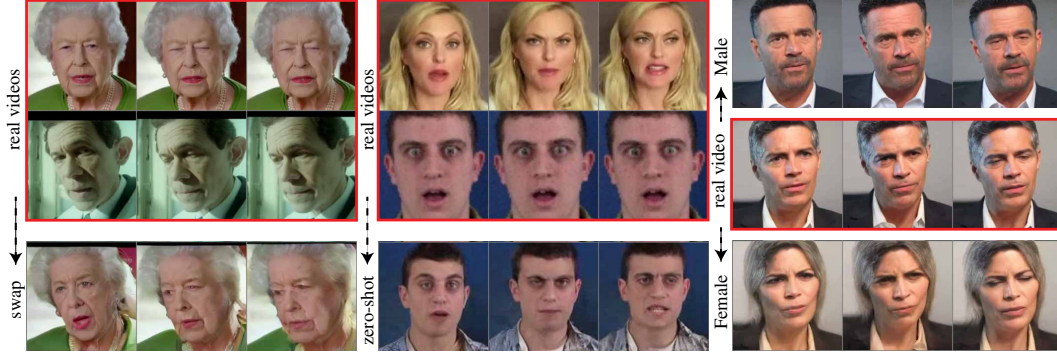 real videos
swap
real videos
zero-shot
Male
real video
Female